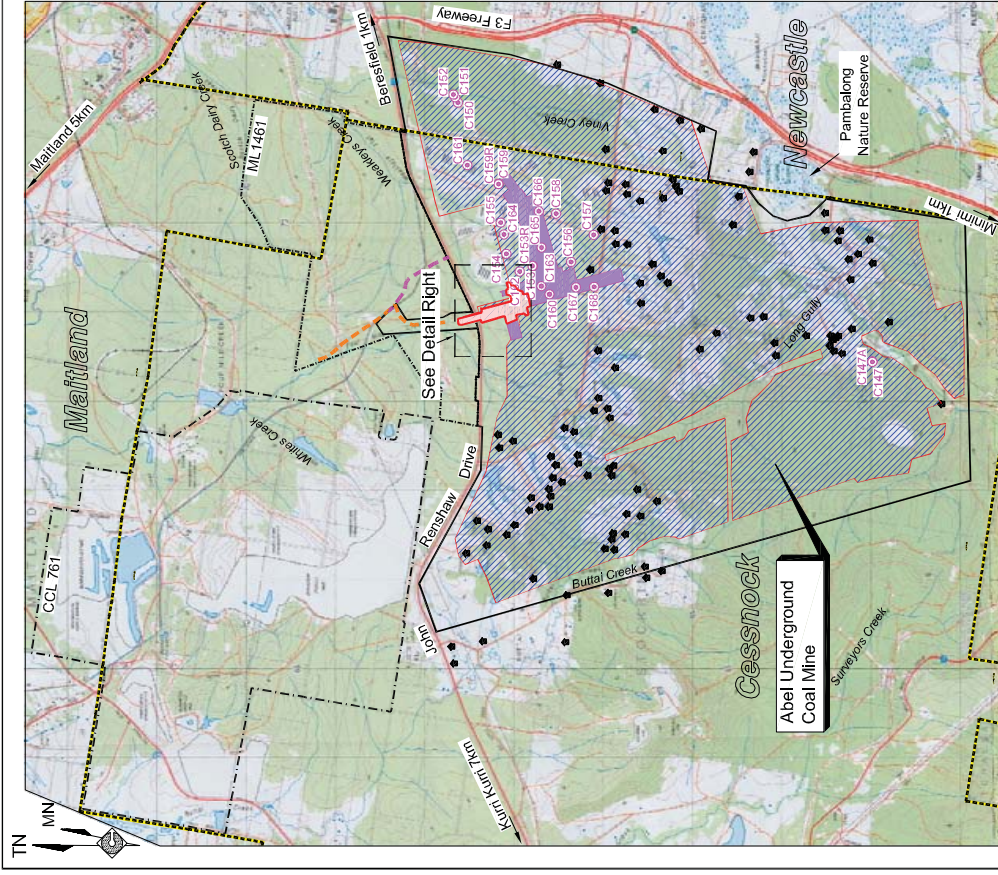 TN
MN
Maitland 5km
Maitland
Scotch Dairy Creek
ML1461
Weakleys Creek
Beresfield 1km
F3 Freeway
CCL 761
Whites Creek
See Detail Right
John
Renshaw
Drive
Kurri Kurri 7km
C152
C151
C150
C161
C159R
C159
C155
C164
C166
C158
C154
C153R
C165
C163
C156
C157
C160
C167
C168
Viney Creek
Newcastle
Pambalong
Nature Reserve
Minimi 1km
Long Gully
C147A
C147
Buttai Creek
Cessnock
Surveyors Creek
Abel Underground
Coal Mine